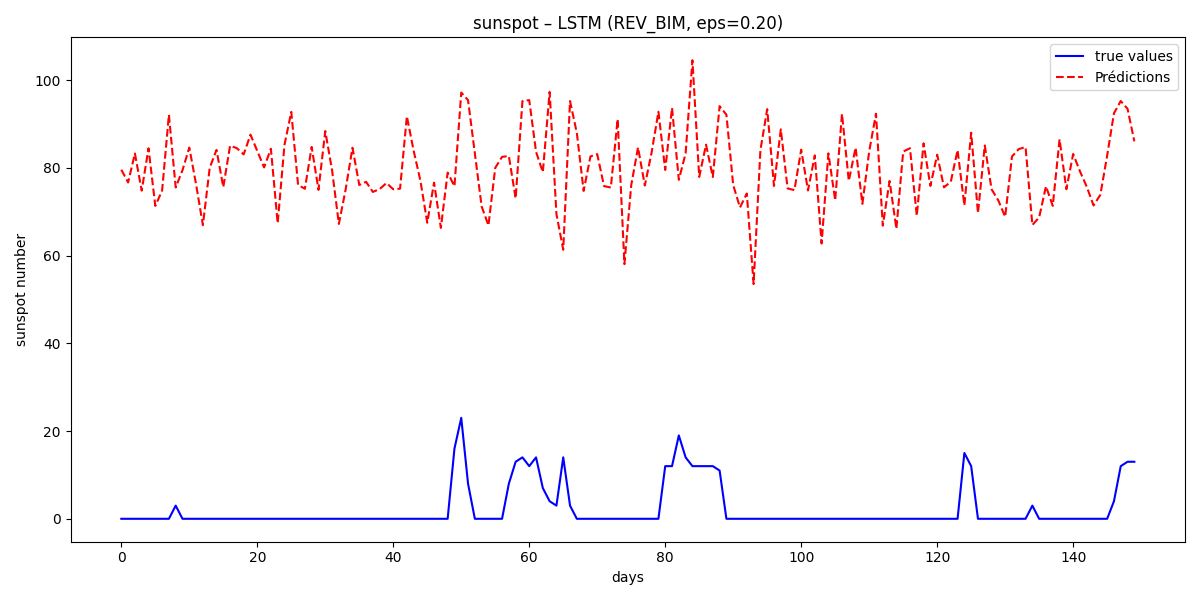 sunspot – LSTM (REV_BIM, eps=0.20)
true values
Prédictions
sunspot number
100
80
60
40
20
0
0 20 40 60 80 100 120 140
days